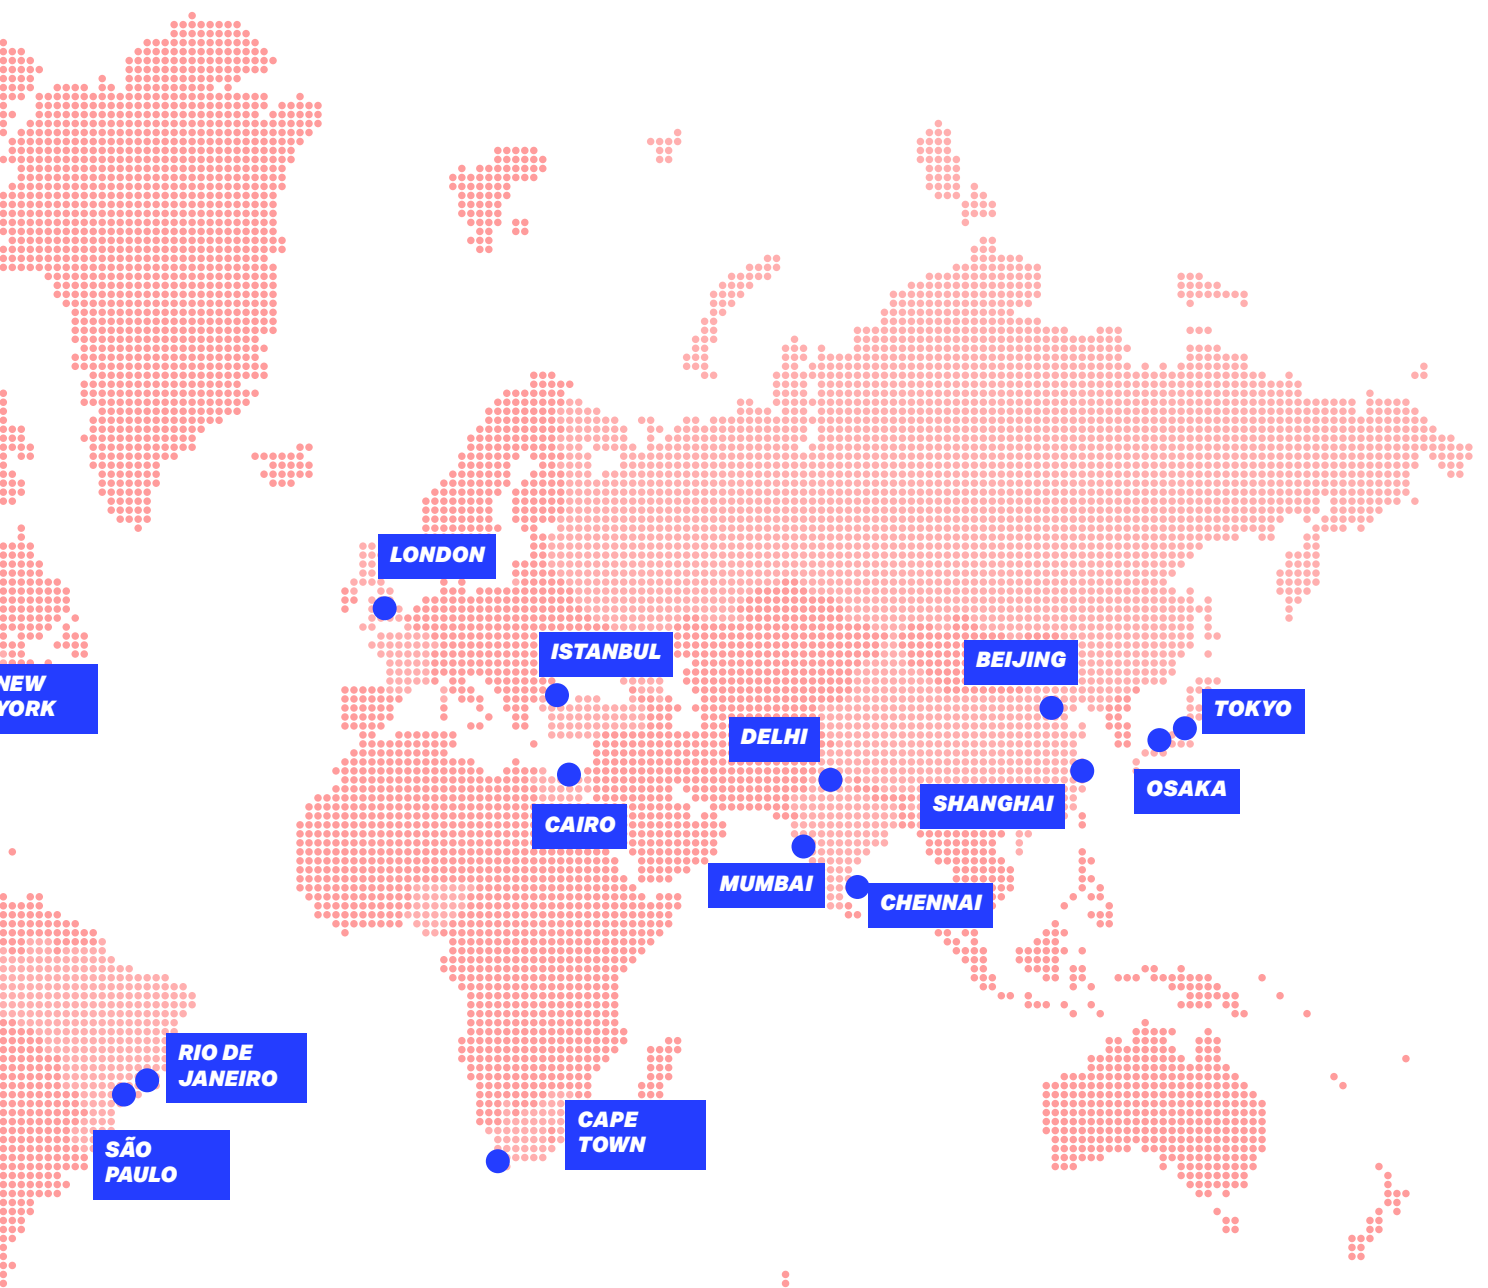 LONDON
ISTANBUL
BEIJING
NEW
YORK
TOKYO
DELHI
OSAKA
SHANGHAI
CAIRO
MUMBAI
CHENNAI
RIO DE
JANEIRO
CAPE
TOWN
SÃO
PAULO